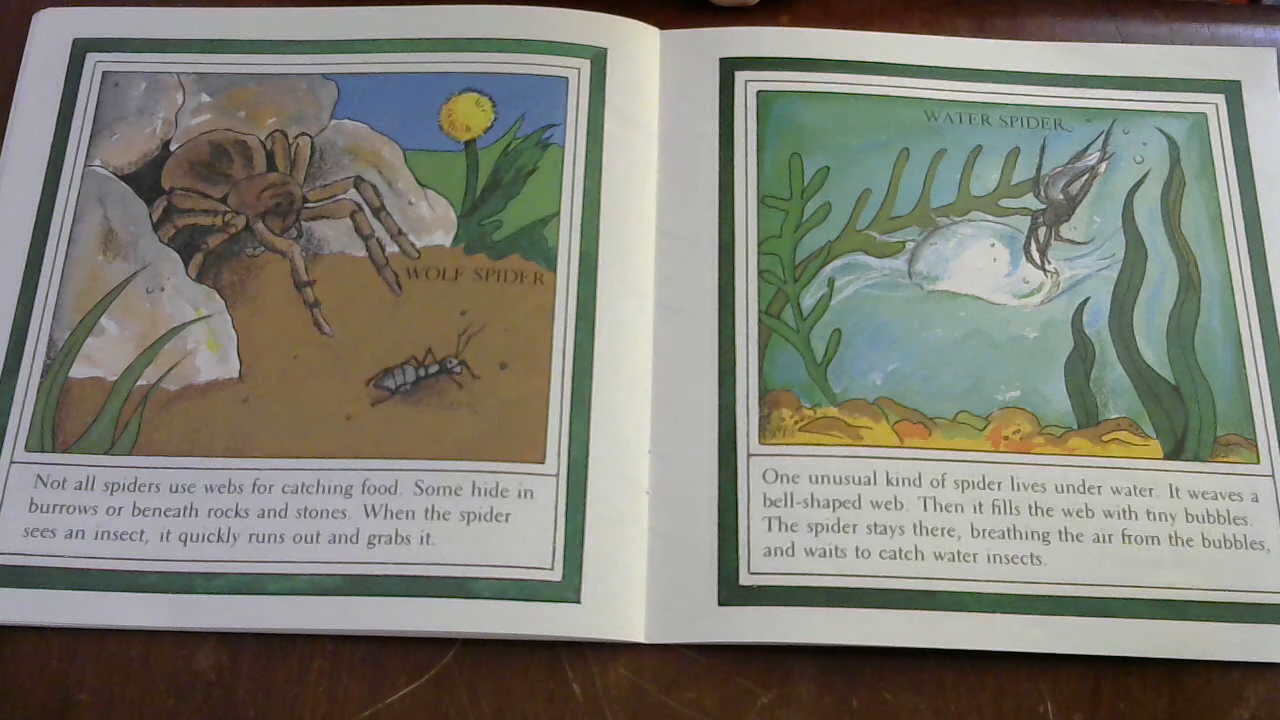 WOLF SPIDER
Not all spiders use webs for catching food. Some hide in
burrows or beneath rocks and stones. When the spider
sees an insect, it quickly runs out and grabs it.
WATER SPIDER
One unusual kind of spider lives under water. It weaves a
bell-shaped web. Then it fills the web with tiny bubbles.
The spider stays there, breathing the air from the bubbles,
and waits to catch water insects.